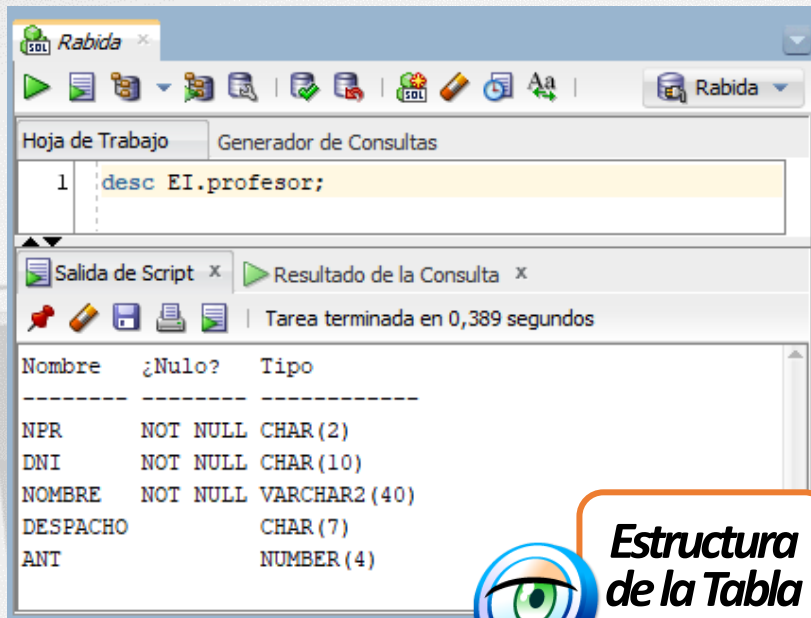 Rabida
Rabida
Hoja de Trabajo Generador de Consultas
1 desc EI.profesor;
Salida de Script x Resultado de la Consulta x
Tarea terminada en 0,389 segundos
Nombre ¿Nulo? Tipo
-------- -------- ------------
NPR NOT NULL CHAR(2)
DNI NOT NULL CHAR(10)
NOMBRE NOT NULL VARCHAR2(40)
DESPACHO CHAR(7)
ANT NUMBER(4)
Estructura
de la Tabla